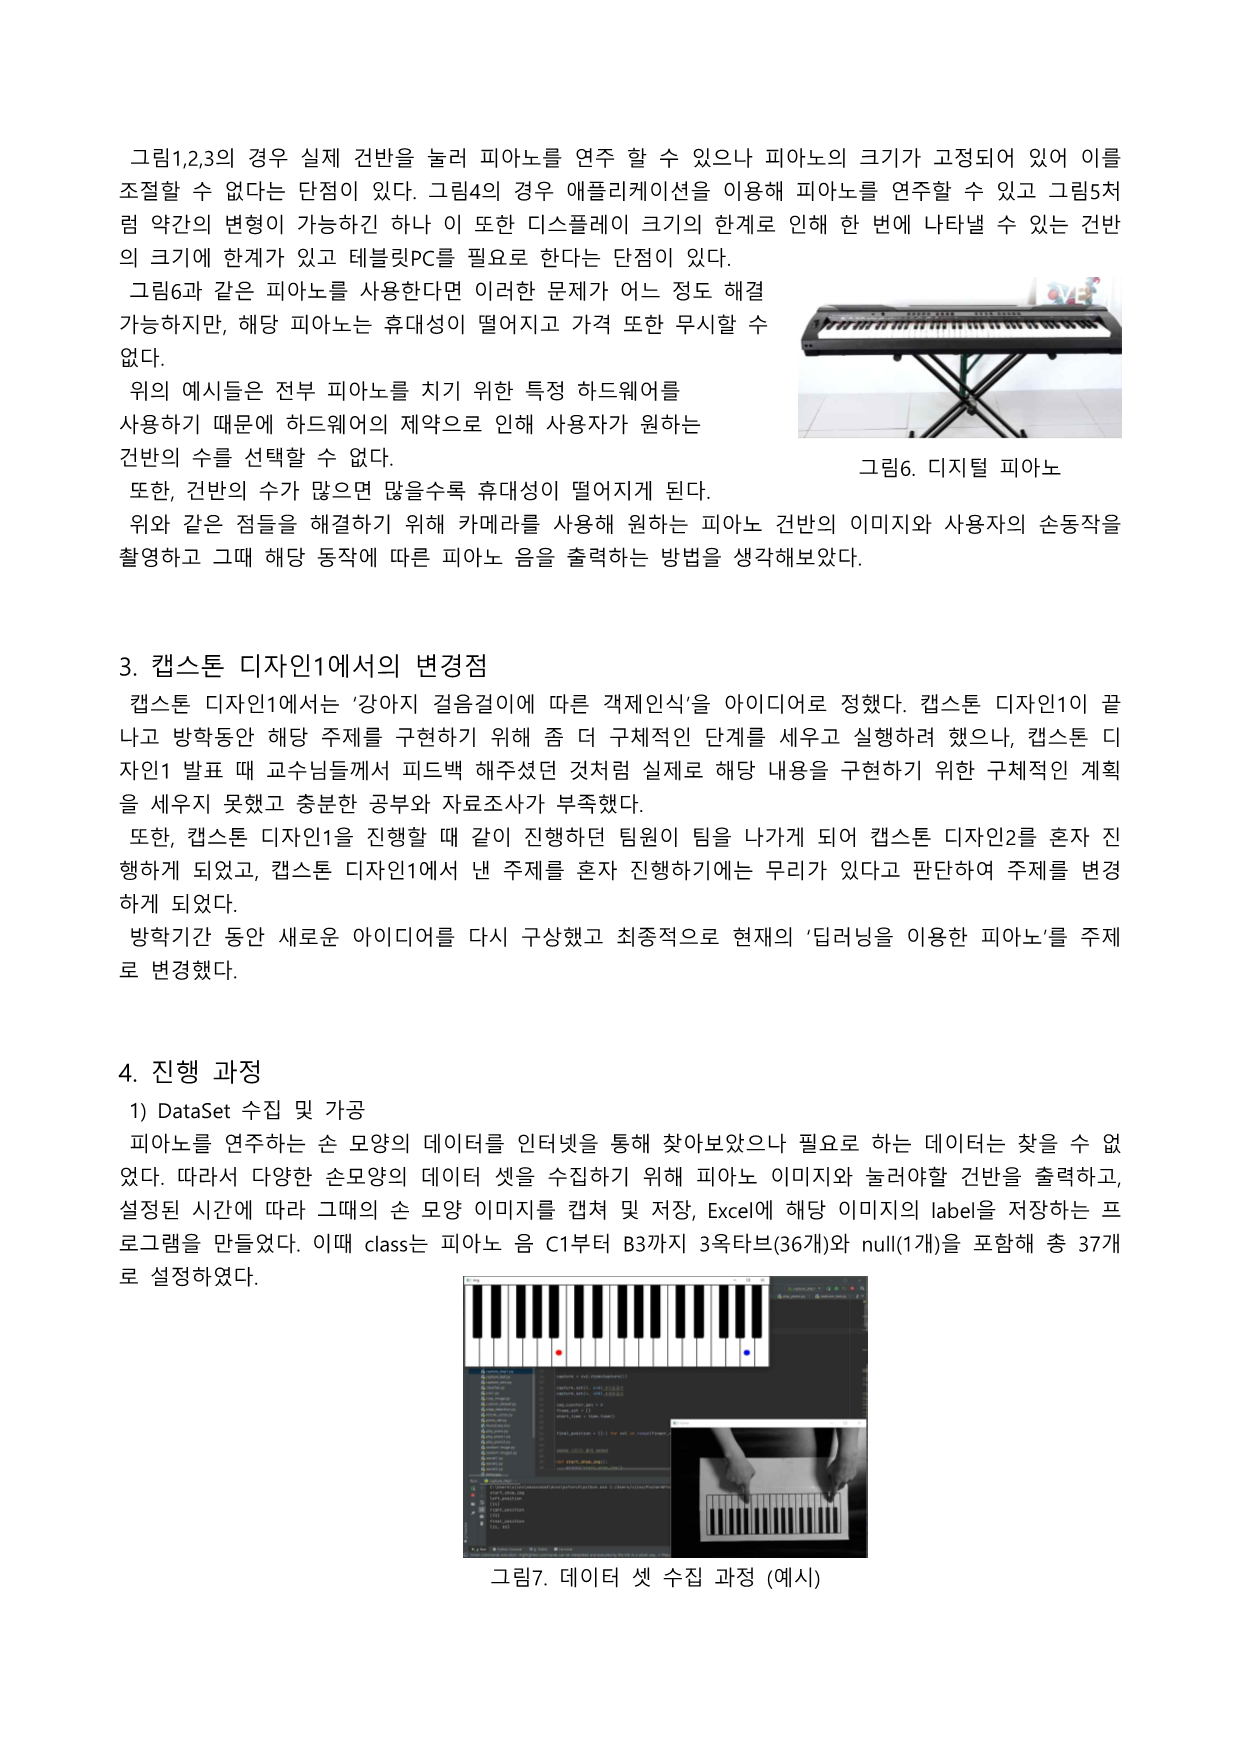 그림1,2,3의 경우 실제 건반을 눌러 피아노를 연주 할 수 있으나 피아노의 크기가 고정되어 있어 이를
조절할 수 없다는 단점이 있다. 그림4의 경우 애플리케이션을 이용해 피아노를 연주할 수 있고 그림5처
럼 약간의 변형이 가능하긴 하나 이 또한 디스플레이 크기의 한계로 인해 한 번에 나타낼 수 있는 건반
의 크기에 한계가 있고 테블릿PC를 필요로 한다는 단점이 있다.
그림6과 같은 피아노를 사용한다면 이러한 문제가 어느 정도 해결
가능하지만, 해당 피아노는 휴대성이 떨어지고 가격 또한 무시할 수
없다.
위의 예시들은 전부 피아노를 치기 위한 특정 하드웨어를
사용하기 때문에 하드웨어의 제약으로 인해 사용자가 원하는
건반의 수를 선택할 수 없다.
그림6. 디지털 피아노
또한, 건반의 수가 많으면 많을수록 휴대성이 떨어지게 된다.
위와 같은 점들을 해결하기 위해 카메라를 사용해 원하는 피아노 건반의 이미지와 사용자의 손동작을
촬영하고 그때 해당 동작에 따른 피아노 음을 출력하는 방법을 생각해보았다.
3. 캡스톤 디자인1에서의 변경점
캡스톤 디자인1에서는 '강아지 걸음걸이에 따른 객제인식'을 아이디어로 정했다. 캡스톤 디자인1이 끝
나고 방학동안 해당 주제를 구현하기 위해 좀 더 구체적인 단계를 세우고 실행하려 했으나, 캡스톤 디
자인1 발표 때 교수님들께서 피드백 해주셨던 것처럼 실제로 해당 내용을 구현하기 위한 구체적인 계획
을 세우지 못했고 충분한 공부와 자료조사가 부족했다.
또한, 캡스톤 디자인1을 진행할 때 같이 진행하던 팀원이 팀을 나가게 되어 캡스톤 디자인2를 혼자 진
행하게 되었고, 캡스톤 디자인1에서 낸 주제를 혼자 진행하기에는 무리가 있다고 판단하여 주제를 변경
하게 되었다.
방학기간 동안 새로운 아이디어를 다시 구상했고 최종적으로 현재의 '딥러닝을 이용한 피아노'를 주제
로 변경했다.
4. 진행 과정
1) DataSet 수집 및 가공
피아노를 연주하는 손 모양의 데이터를 인터넷을 통해 찾아보았으나 필요로 하는 데이터는 찾을 수 없
었다. 따라서 다양한 손모양의 데이터 셋을 수집하기 위해 피아노 이미지와 눌러야할 건반을 출력하고,
설정된 시간에 따라 그때의 손 모양 이미지를 캡쳐 및 저장, Excel에 해당 이미지의 label을 저장하는 프
로그램을 만들었다. 이때 class는 피아노 음 C1부터 B3까지 3옥타브(36개)와 null(1개)을 포함해 총 37개
로 설정하였다.
그림7. 데이터 셋 수집 과정 (예시)